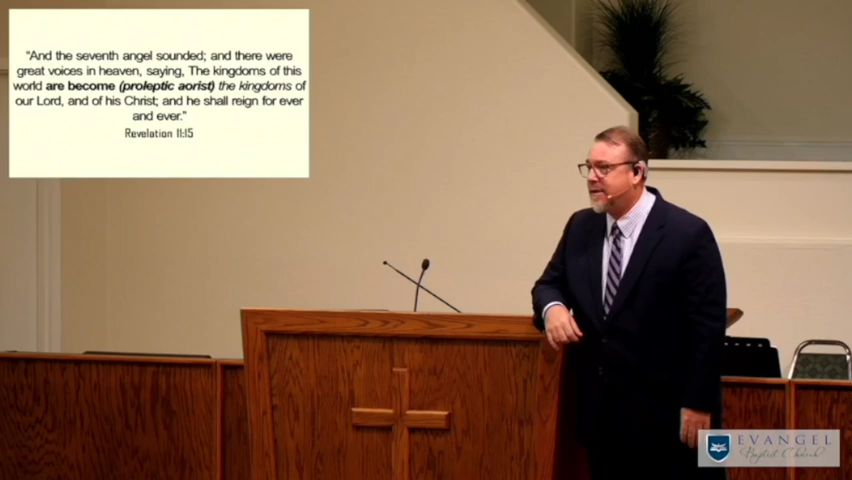 "And the seventh angel sounded; and there were
great voices in heaven, saying, The kingdoms of this
world are become (proleptic aorist) the kingdoms of
our Lord, and of his Christ; and he shall reign for ever
and ever."
Revelation 11:15
EVANGEL
Baptist Church